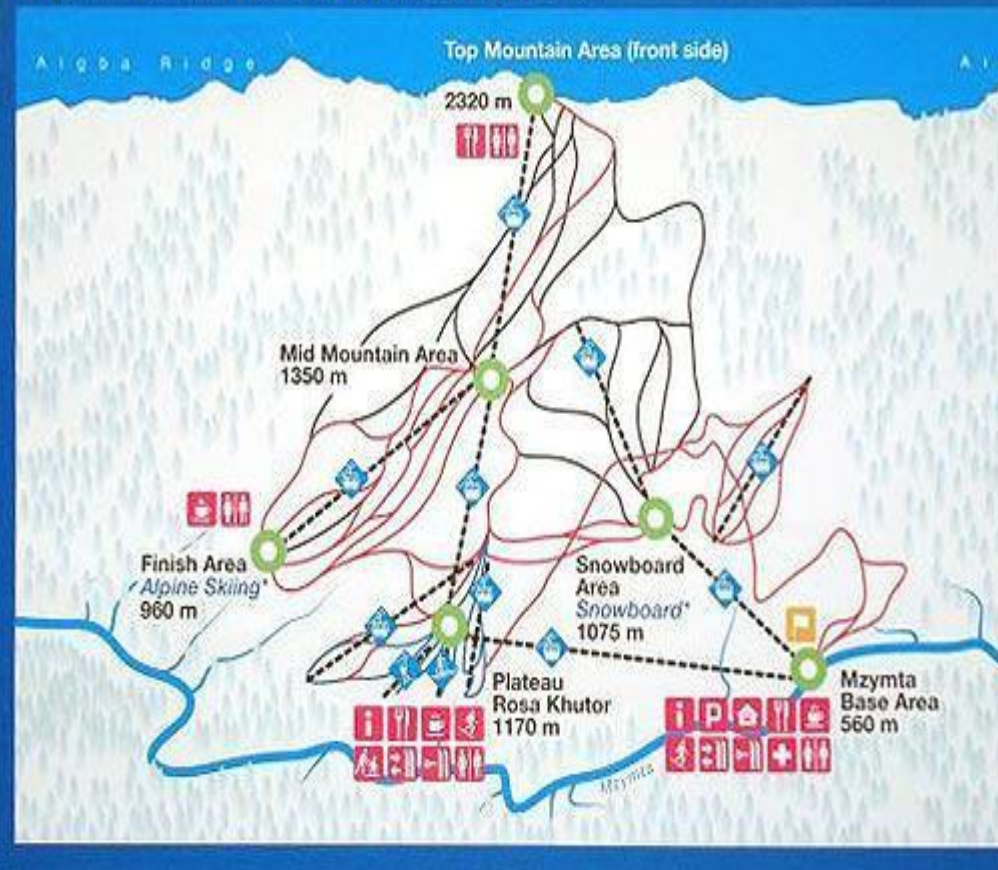 Top Mountain Area (front side)
Aigba Ridge
Ai
2320 m
Mid Mountain Area
1350 m
Finish Area
Alpine Skiing*
960 m
Snowboard
Area
Snowboard*
1075 m
Plateau
Rosa Khutor
1170 m
Mzymta
Base Area
560 m
i
i P
Mzymta